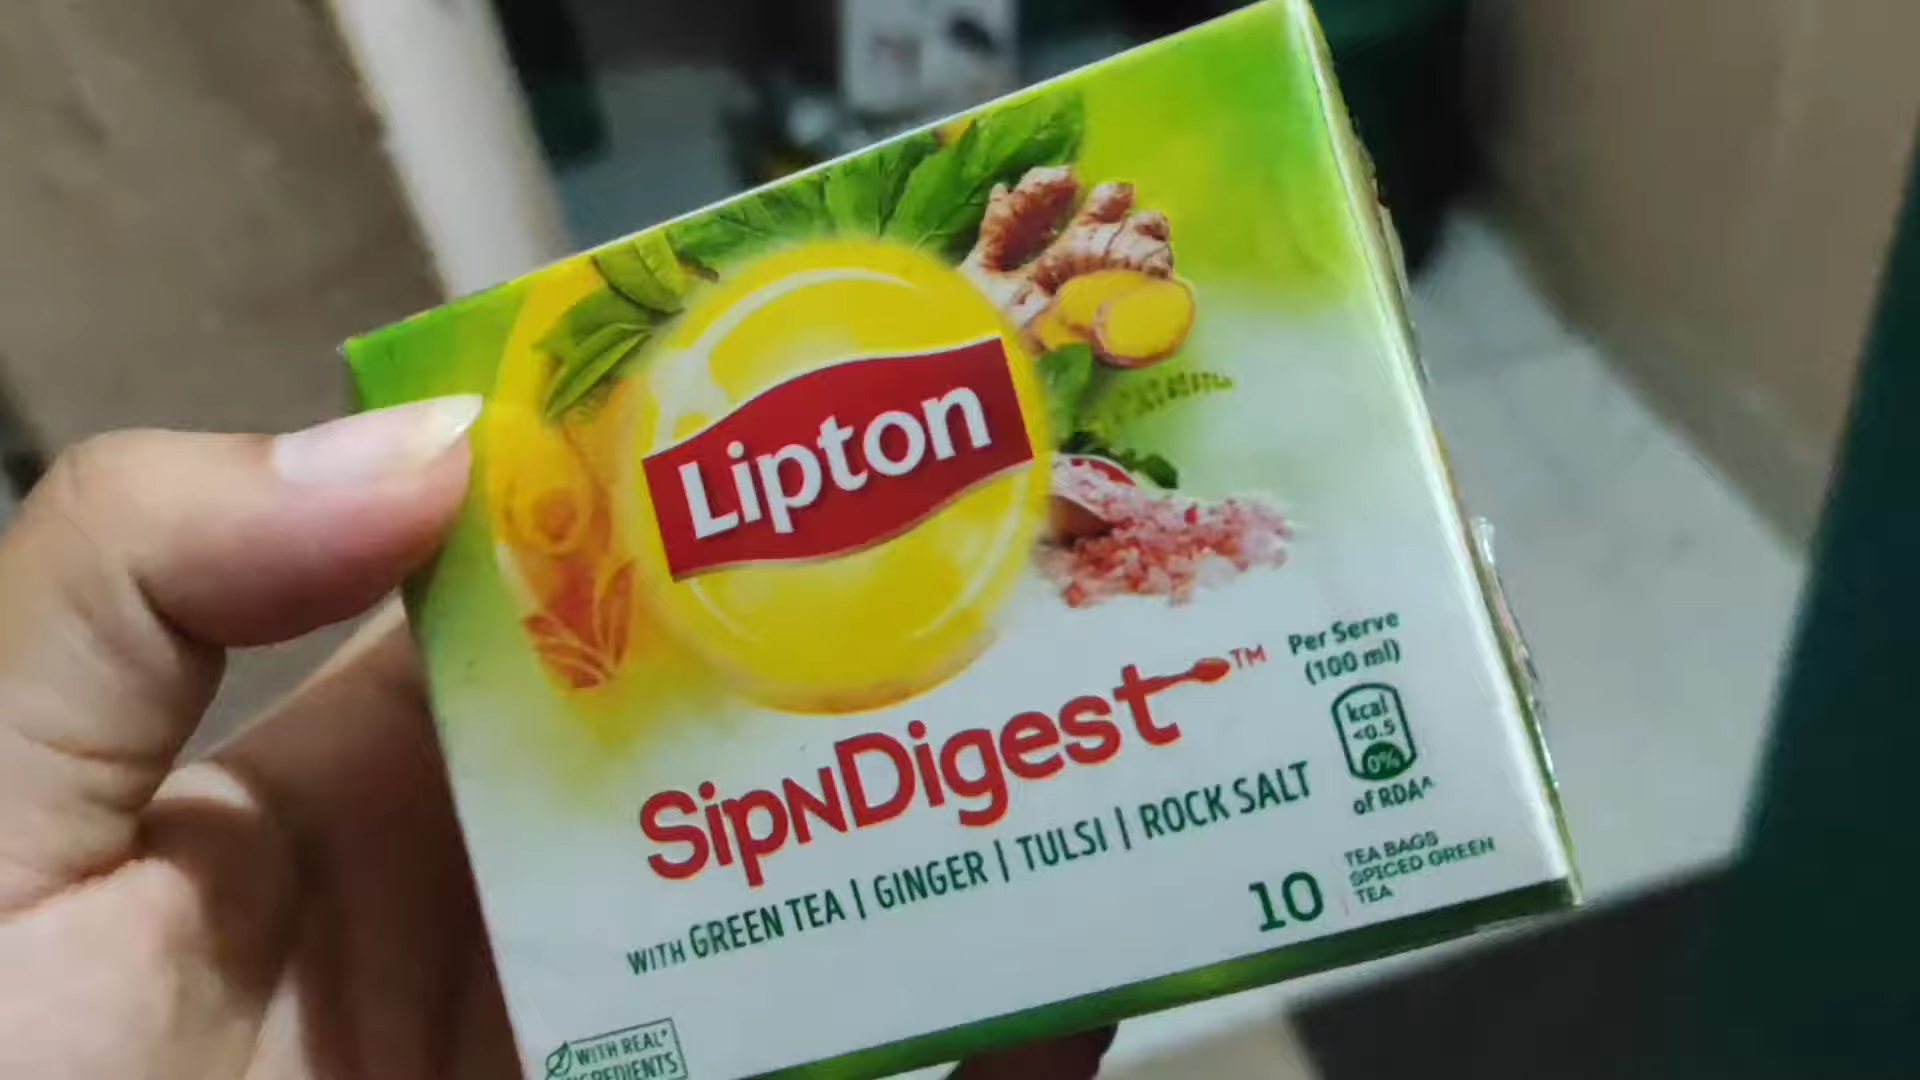 Lipton
SipNDigest™
WITH GREEN TEA | GINGER | TULSI | ROCK SALT
Per Serve
(100 ml)
kcal
<0.5
0%
of RDA^
10
TEA BAGS
SPICED GREEN
TEA
WITH REAL*